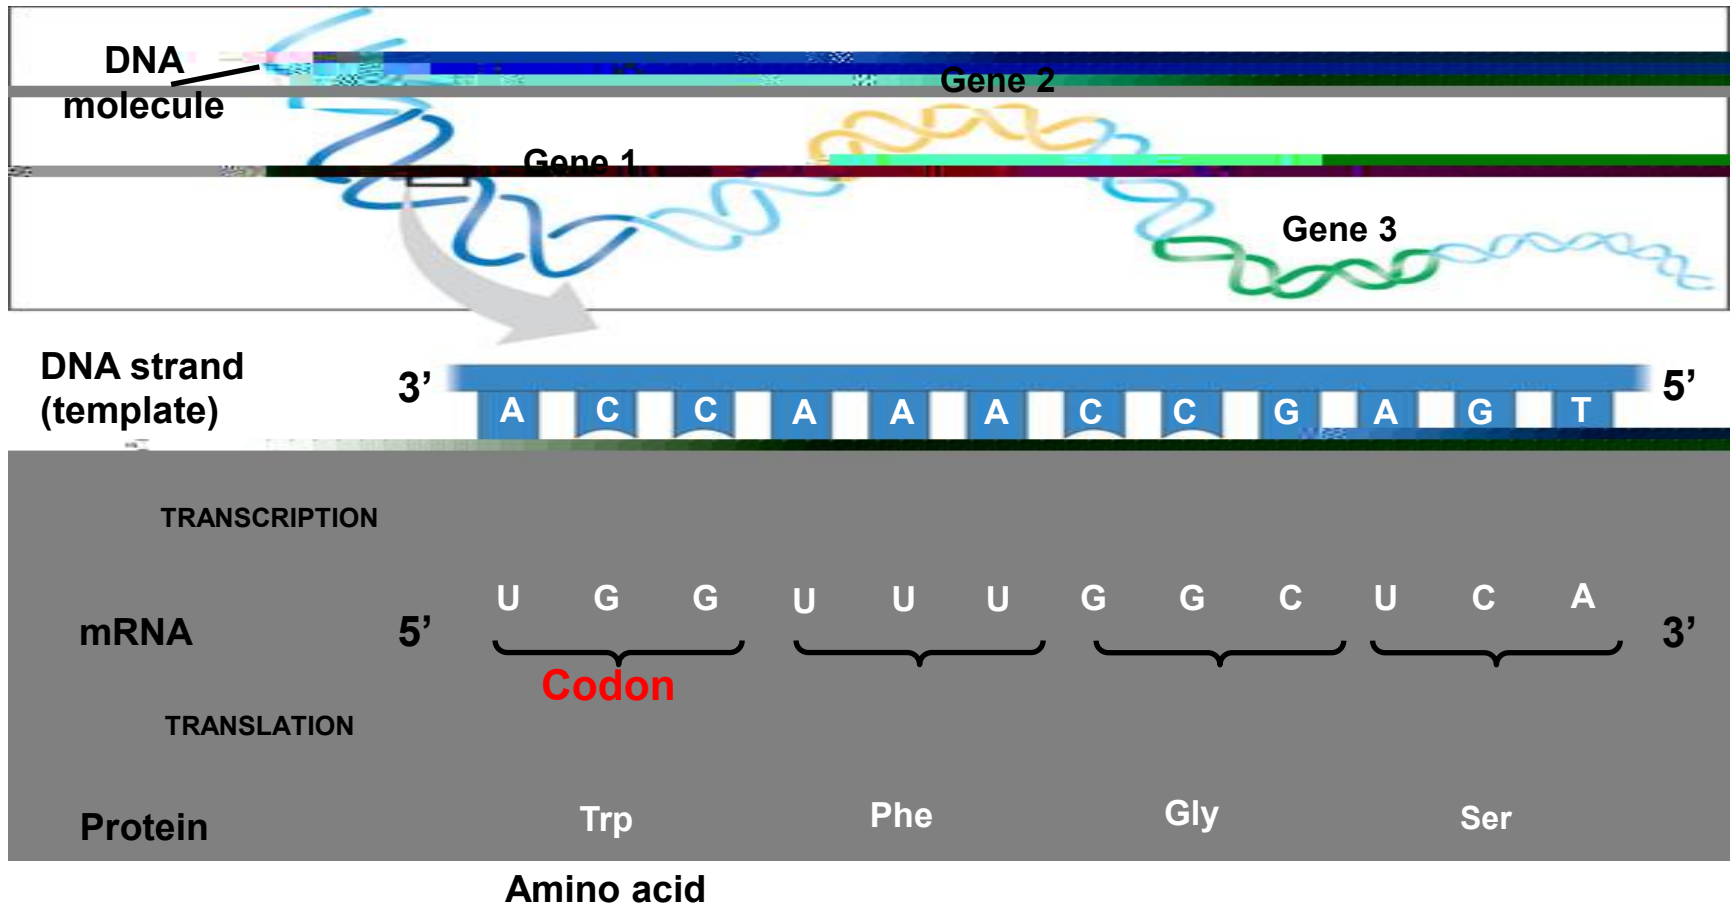 DNA
molecule
Gene 2
Gene 1
Gene 3
DNA strand
(template)
3’
5’
A C C A A A C C G A G T
TRANSCRIPTION
U G G U U U G G C U C A
mRNA
5’
3’
Codon
TRANSLATION
Protein
Trp Phe Gly Ser
Amino acid